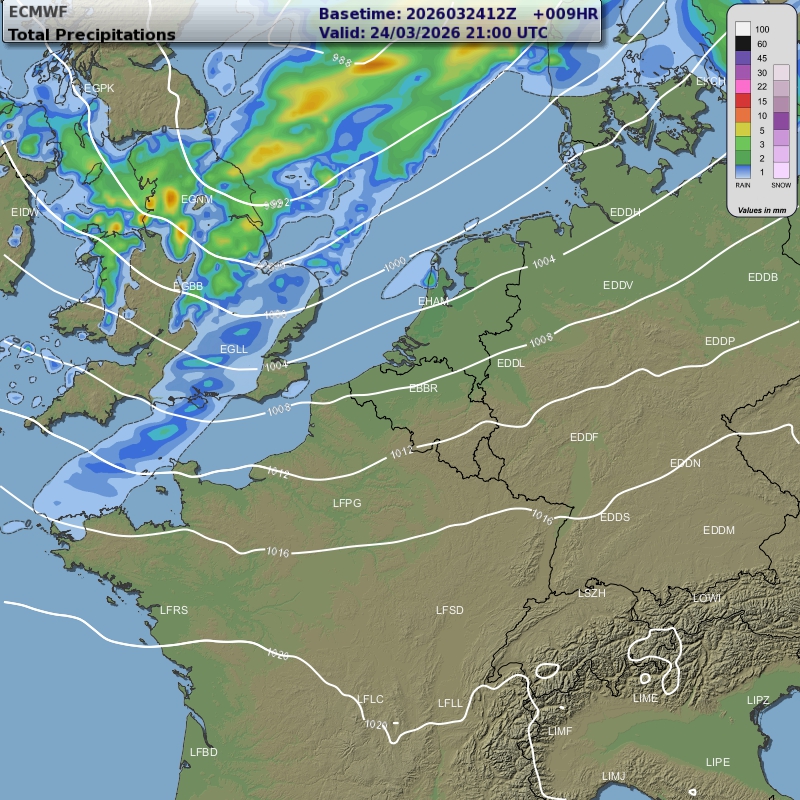 ECMWF
Basetime: 2026032412Z +009HR
Total Precipitations
Valid: 24/03/2026 21:00 UTC
988
EGPK
EKCH
100
60
45
30
22
15
10
5
3
2
1
RAIN SNOW
Values in mm
EIDW
EGNM
992
EDDH
1000
1004
EGBB
EHAM
EDDV
EDDB
EGLL
1008
EDDP
1004
EDDL
EBBR
1008
EDDF
1012
1012
EDDN
LFPG
1016
EDDS
EDDM
1016
LSZH
LOWI
LFRS
LFSD
1020
LFLC
LFLL
LIME
LIPZ
1020
LIMF
LFBD
LIPE
LIMJ